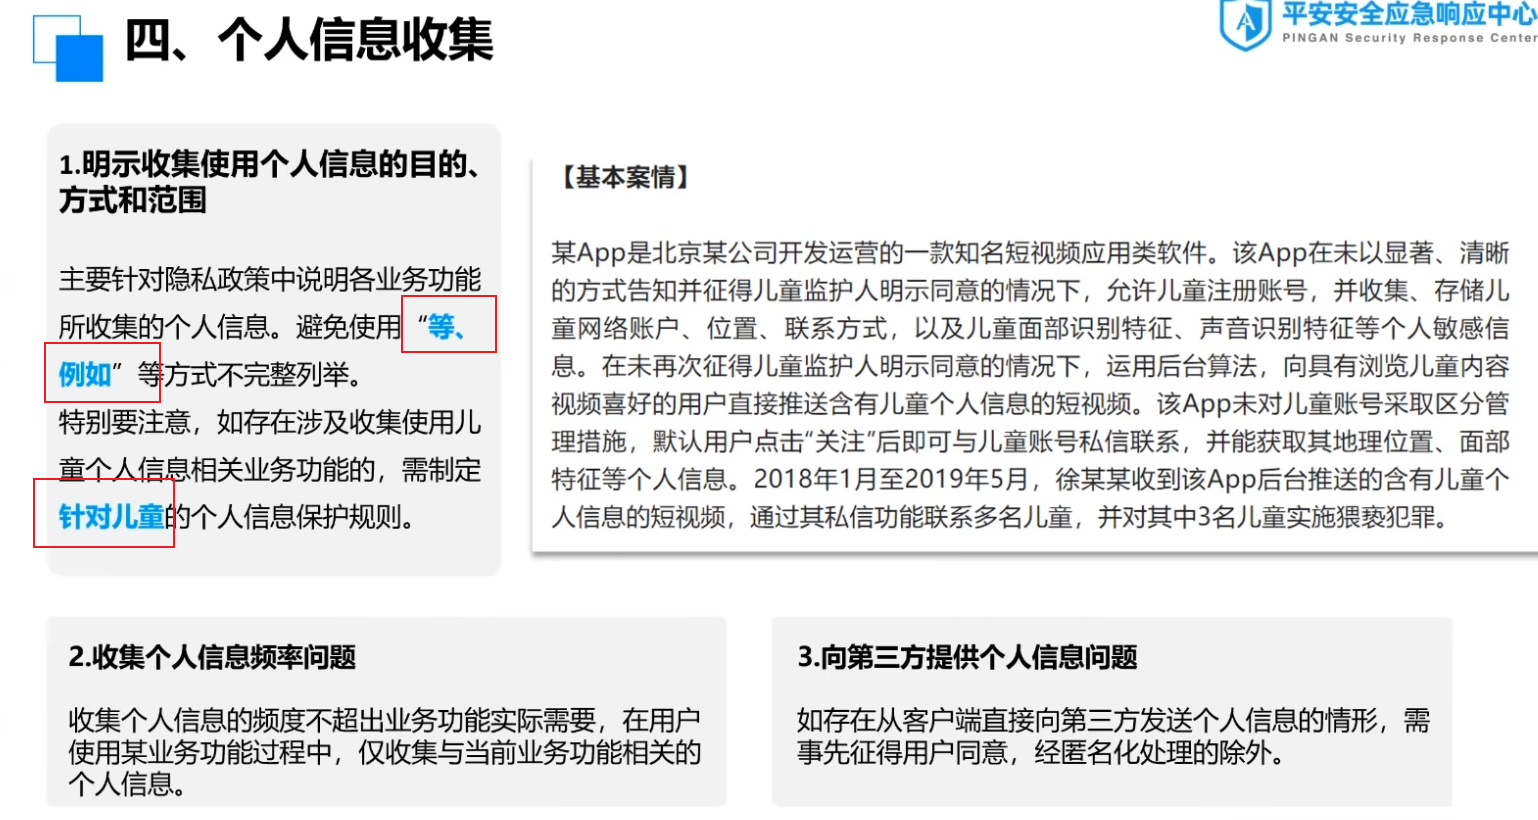 四、个人信息收集
平安安全应急响应中心
PINGAN Security Response Center
1.明示收集使用个人信息的目的、
方式和范围
主要针对隐私政策中说明各业务功能
所收集的个人信息。避免使用“等、
例如”等方式不完整列举。
特别要注意，如存在涉及收集使用儿
童个人信息相关业务功能的，需制定
针对儿童的个人信息保护规则。
【基本案情】
某App是北京某公司开发运营的一款知名短视频应用类软件。该App在未以显著、清晰
的方式告知并征得儿童监护人明示同意的情况下，允许儿童注册账号，并收集、存储儿
童网络账户、位置、联系方式，以及儿童面部识别特征、声音识别特征等个人敏感信
息。在未再次征得儿童监护人明示同意的情况下，运用后台算法，向具有浏览儿童内容
视频喜好的用户直接推送含有儿童个人信息的短视频。该App未对儿童账号采取区分管
理措施，默认用户点击“关注”后即可与儿童账号私信联系，并能获取其地理位置、面部
特征等个人信息。2018年1月至2019年5月，徐某某收到该App后台推送的含有儿童个
人信息的短视频，通过其私信功能联系多名儿童，并对其中3名儿童实施猥亵犯罪。
2.收集个人信息频率问题
收集个人信息的频度不超出业务功能实际需要，在用户
使用某业务功能过程中，仅收集与当前业务功能相关的
个人信息。
3.向第三方提供个人信息问题
如存在从客户端直接向第三方发送个人信息的情形，需
事先征得用户同意，经匿名化处理的除外。